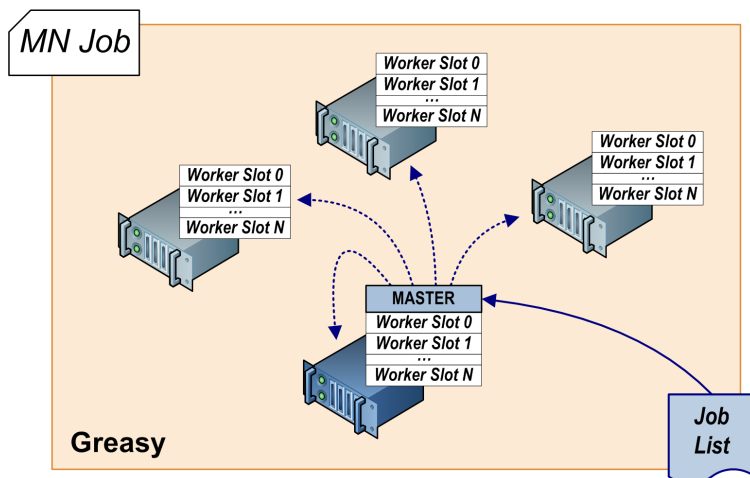 MN Job
Worker Slot 0
Worker Slot 1
...
Worker Slot N
Worker Slot 0
Worker Slot 1
...
Worker Slot N
Worker Slot 0
Worker Slot 1
...
Worker Slot N
MASTER
Worker Slot 0
Worker Slot 1
...
Worker Slot N
Greasy
Job
List